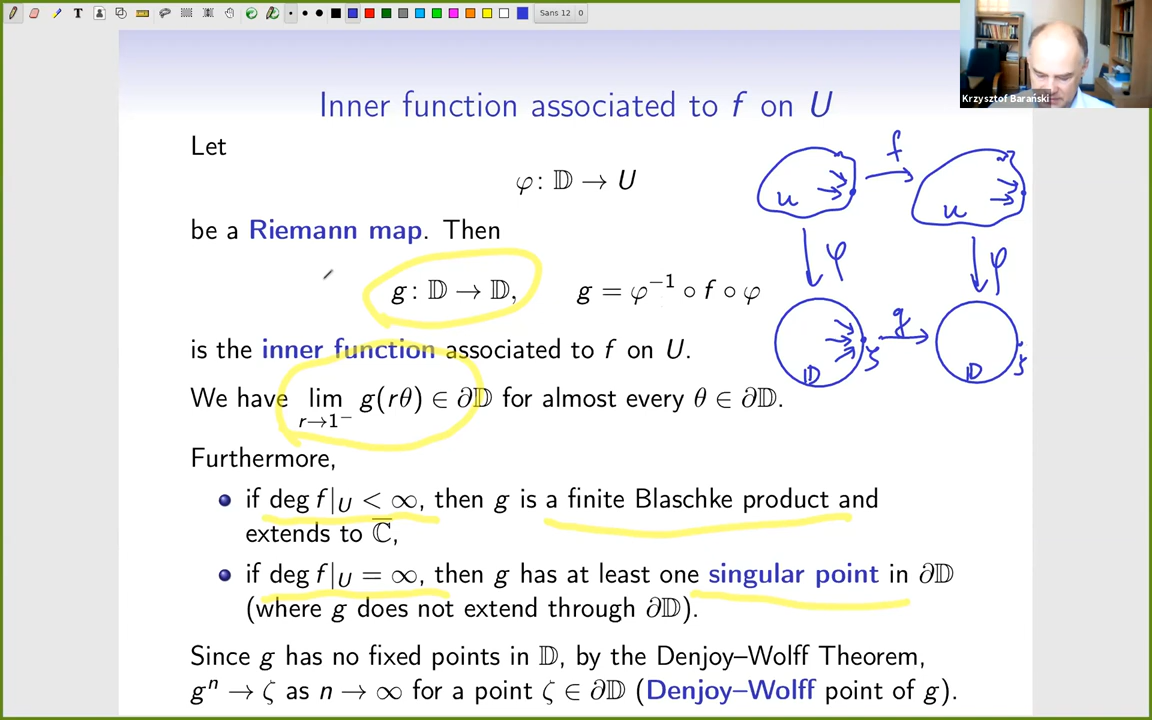 T
Sans 12 0
Krzysztof Barański
Inner function associated to f on U
Let
φ: 𝔻 → U
be a Riemann map. Then
g: 𝔻 → 𝔻, g = φ⁻¹ ∘ f ∘ φ
is the inner function associated to f on U.
We have lim r→1⁻ g(rθ) ∈ ∂𝔻 for almost every θ ∈ ∂𝔻.
Furthermore,
if deg f|_U < ∞, then g is a finite Blaschke product and
extends to ℂ̅,
if deg f|_U = ∞, then g has at least one singular point in ∂𝔻
(where g does not extend through ∂𝔻).
Since g has no fixed points in 𝔻, by the Denjoy–Wolff Theorem,
gⁿ → ζ as n → ∞ for a point ζ ∈ ∂𝔻 (Denjoy–Wolff point of g).
f
u u
φ φ
g
ζ ζ
𝔻 𝔻